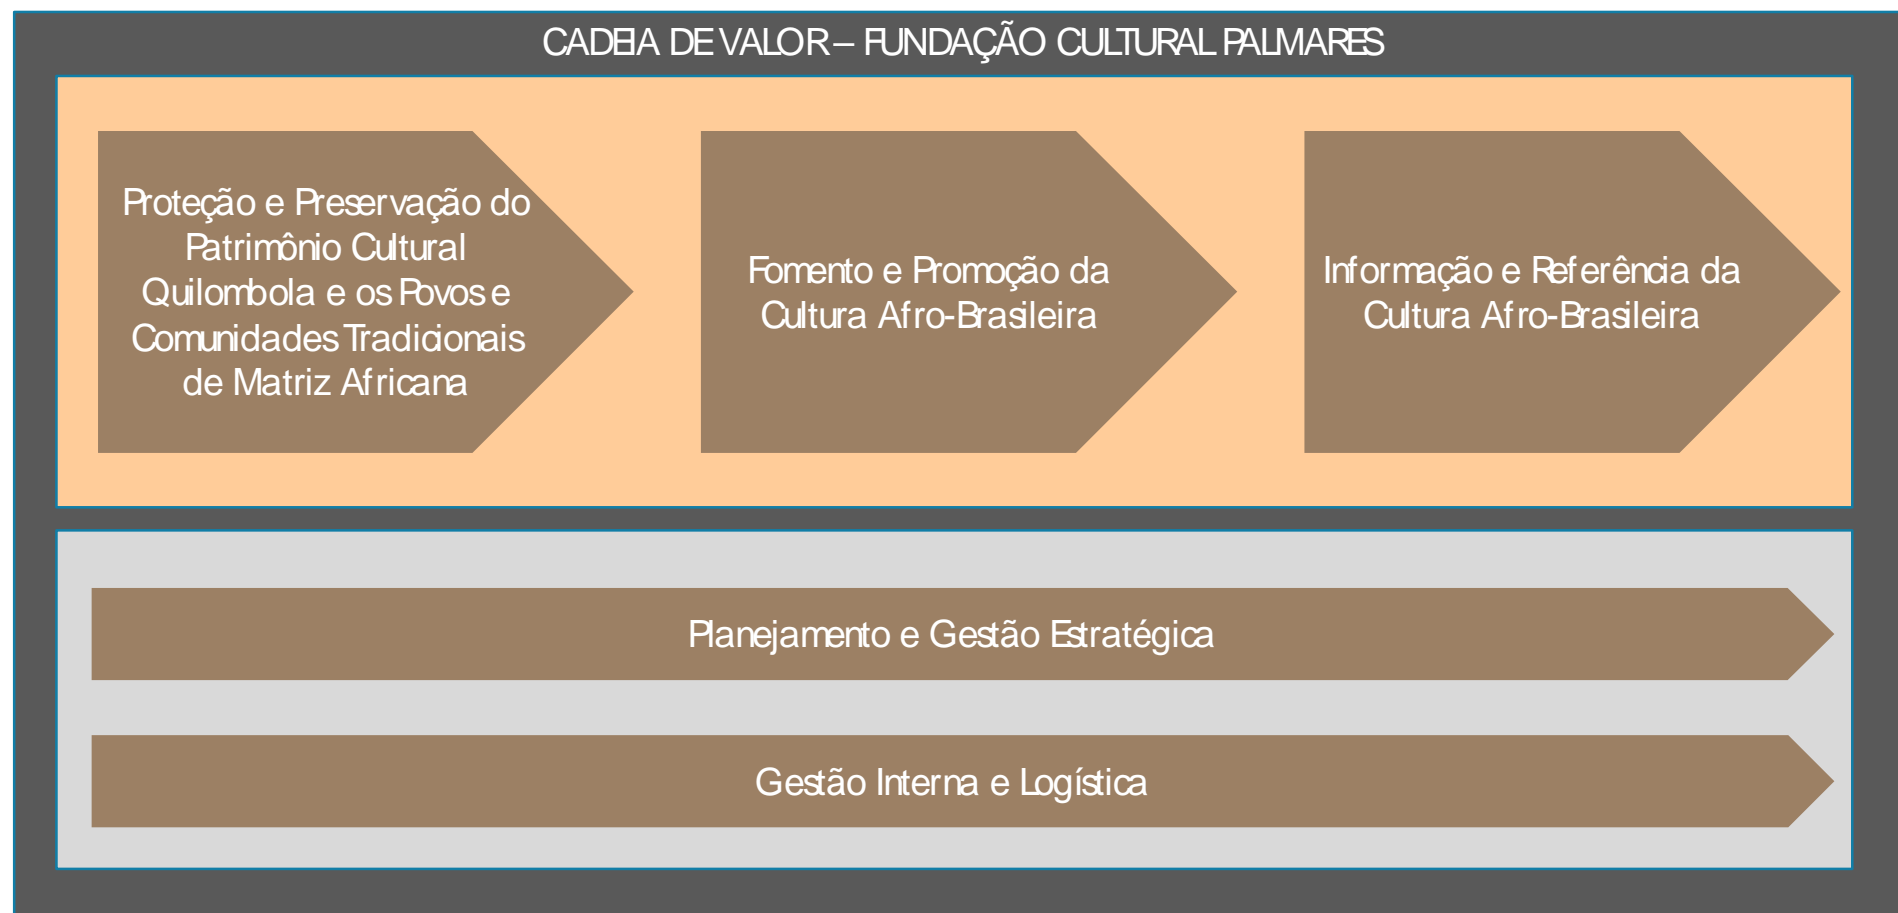 CADEIA DE VALOR – FUNDAÇÃO CULTURAL PALMARES
Proteção e Preservação do
Patrimônio Cultural
Quilombola e os Povos e
Comunidades Tradicionais
de Matriz Africana
Fomento e Promoção da
Cultura Afro-Brasileira
Informação e Referência da
Cultura Afro-Brasileira
Planejamento e Gestão Estratégica
Gestão Interna e Logística